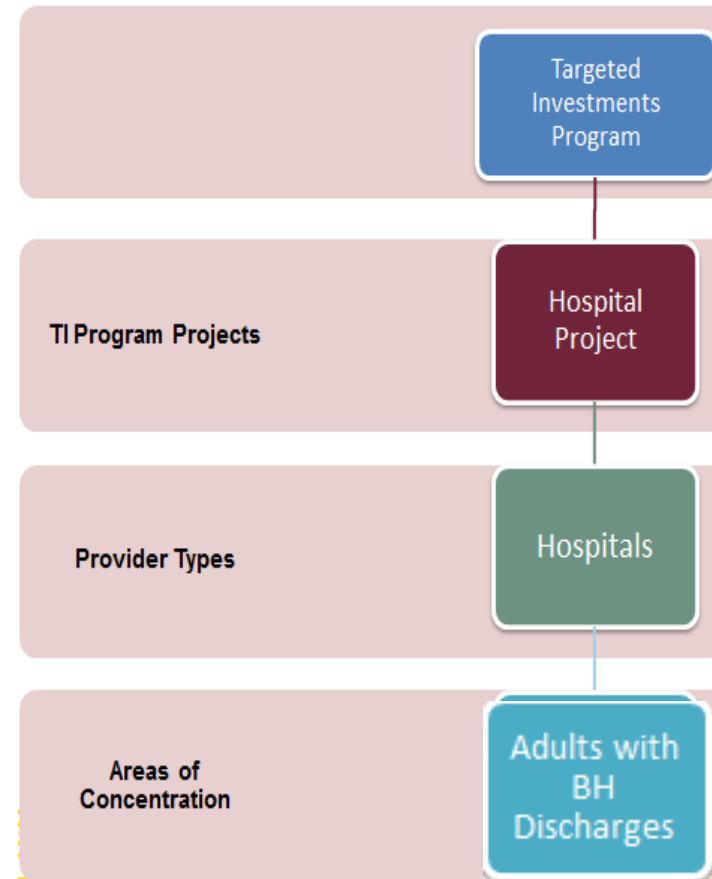 Targeted
Investments
Program
TI Program Projects
Hospital
Project
Provider Types
Hospitals
Areas of
Concentration
Adults with
BH
Discharges